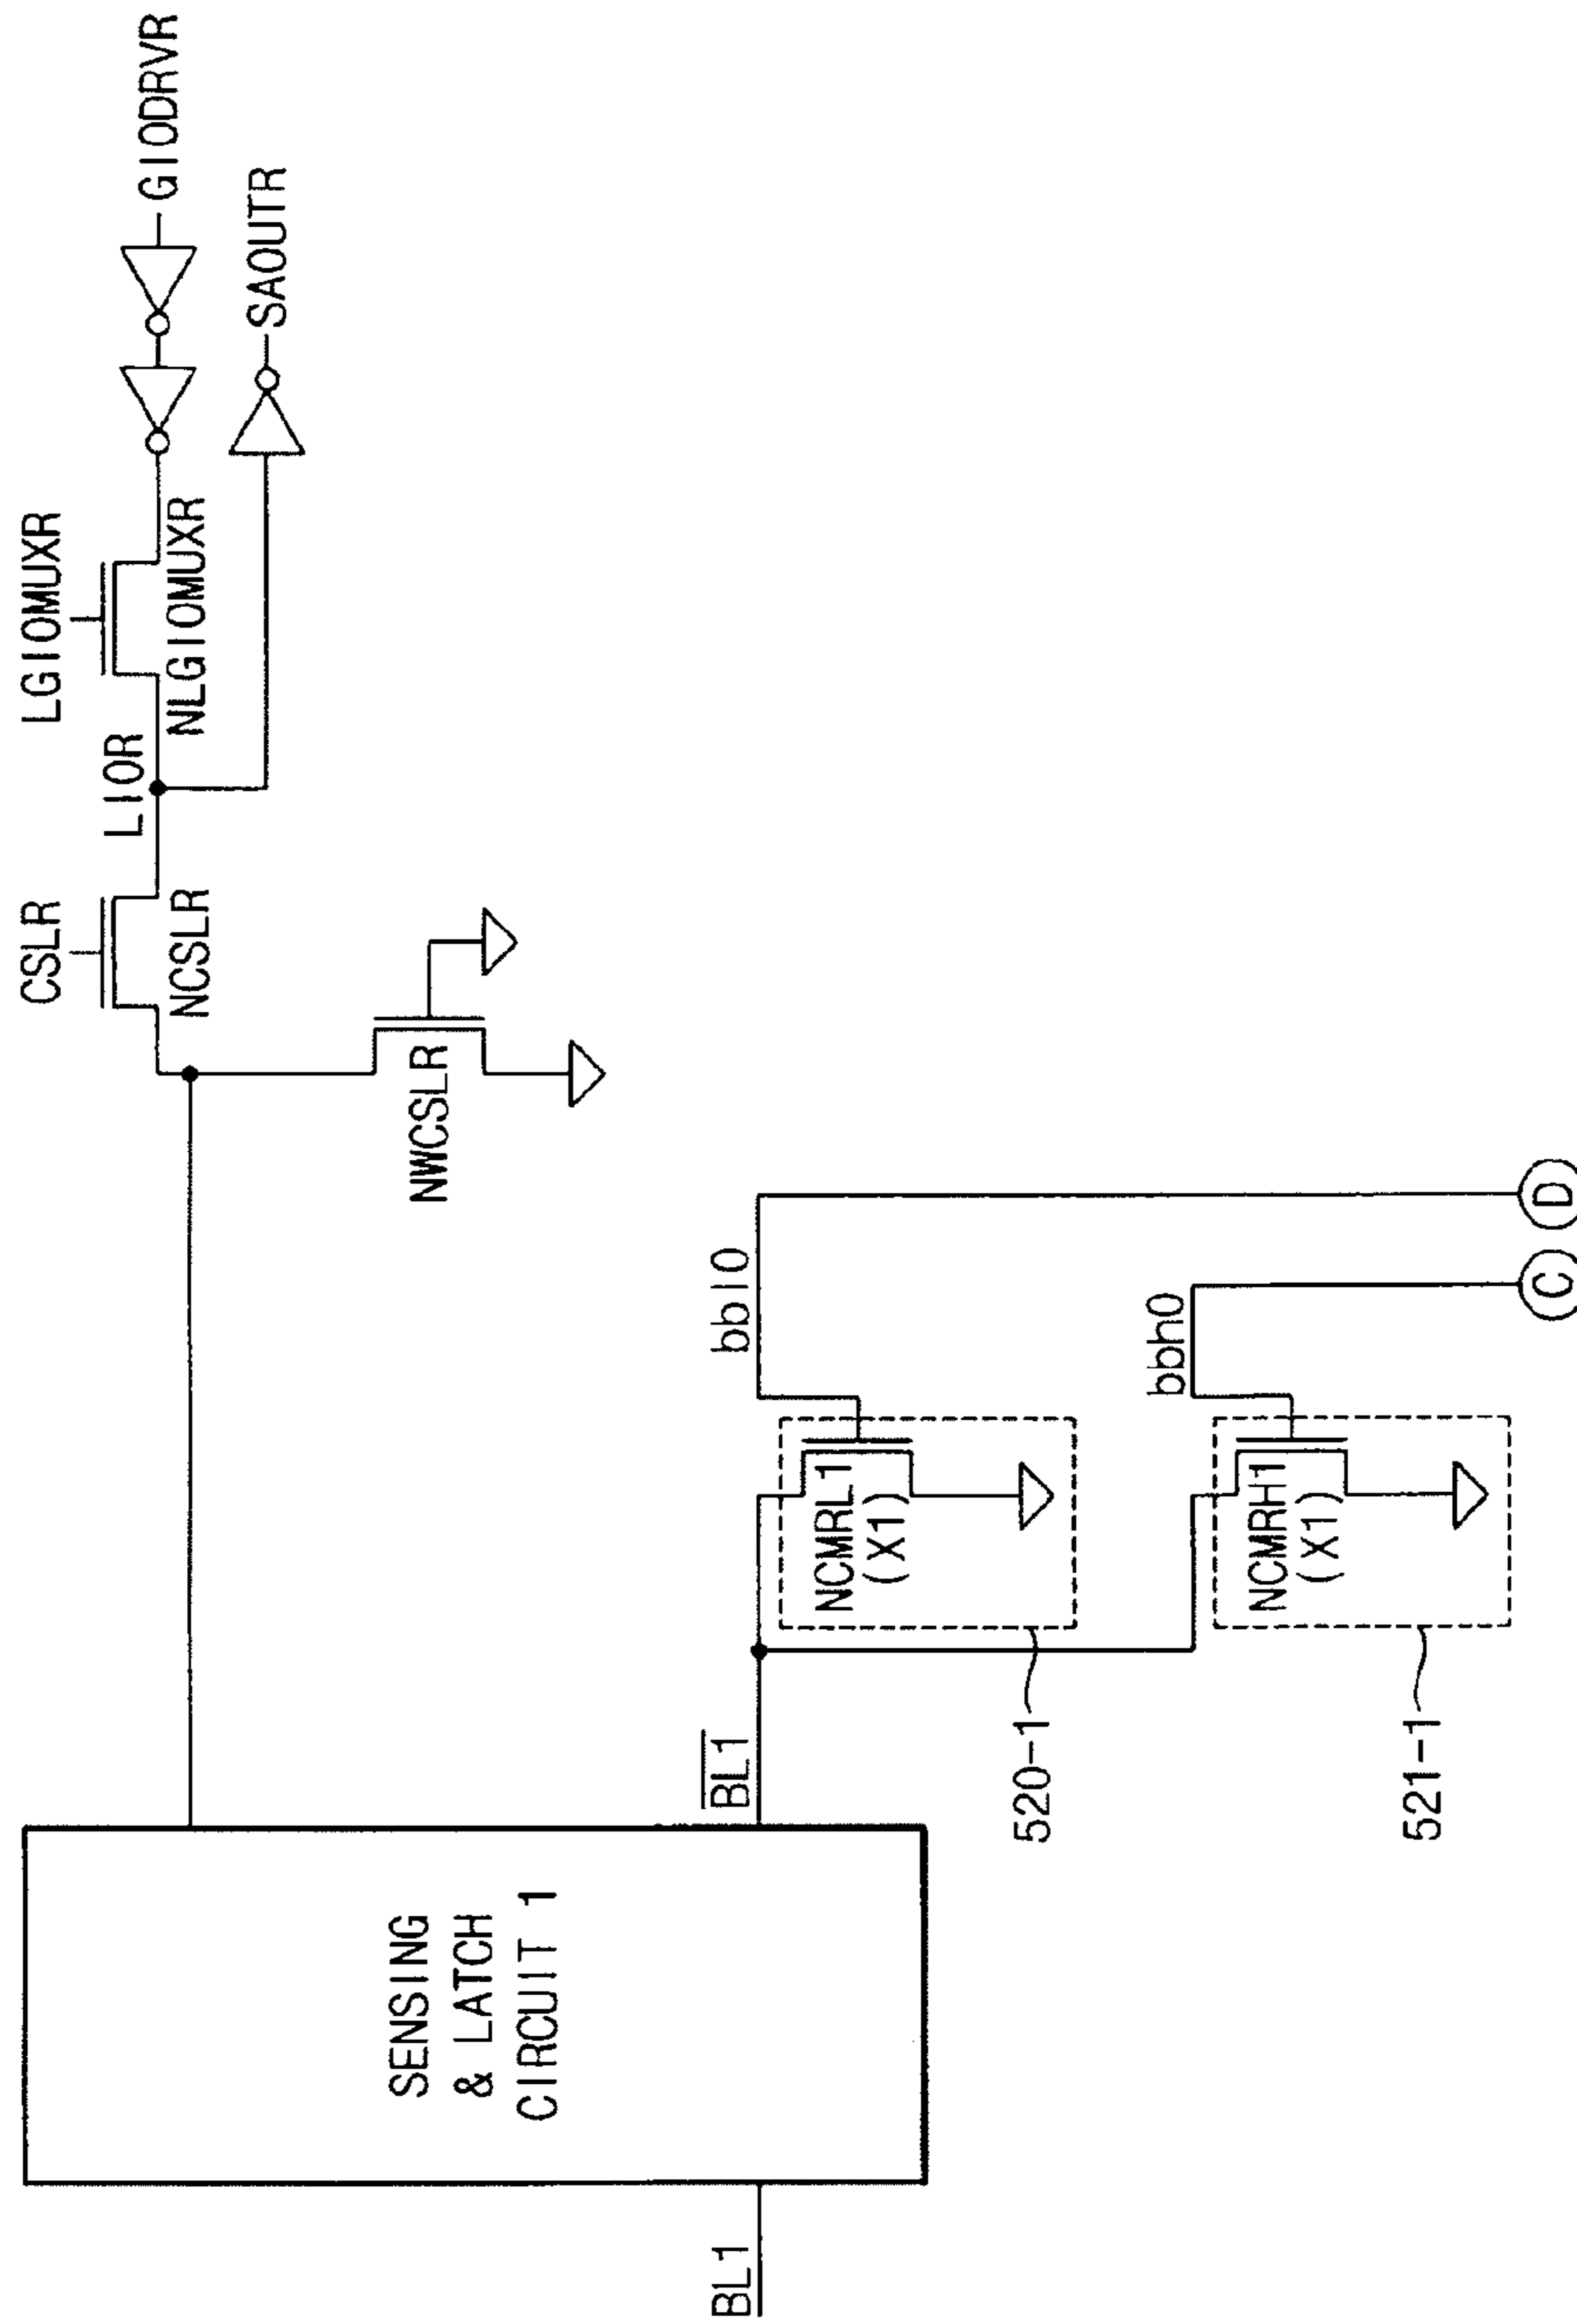 LGIOMUXR
CSLR
LIOR
GIODRVR
NLGIOMUXR
NCSLR
SAOUTR
NWCSLR
SENSING
& LATCH
CIRCUIT 1
BL1
BL1
bbl0
NCMRL1
(X1)
520-1
bbh0
NCMRH1
(X1)
521-1
C
D